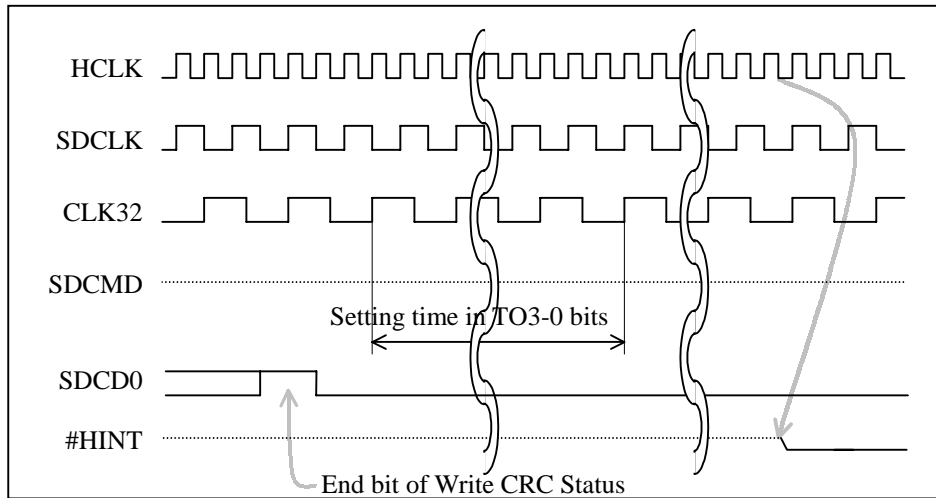 HCLK
SDCLK
CLK32
SDCMD
Setting time in TO3-0 bits
SDCD0
#HINT
End bit of Write CRC Status